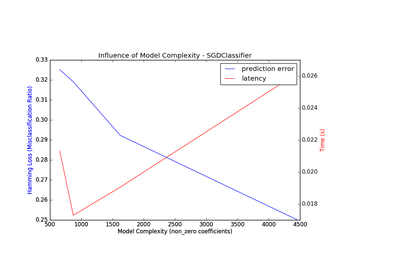 Influence of Model Complexity - SGDClassifier
prediction error
latency
Hamming Loss (Misclassification Ratio)
0.33
0.32
0.31
0.30
0.29
0.28
0.27
0.26
0.25
Time (s)
0.026
0.024
0.022
0.020
0.018
500 1000 1500 2000 2500 3000 3500 4000 4500
Model Complexity (non_zero coefficients)